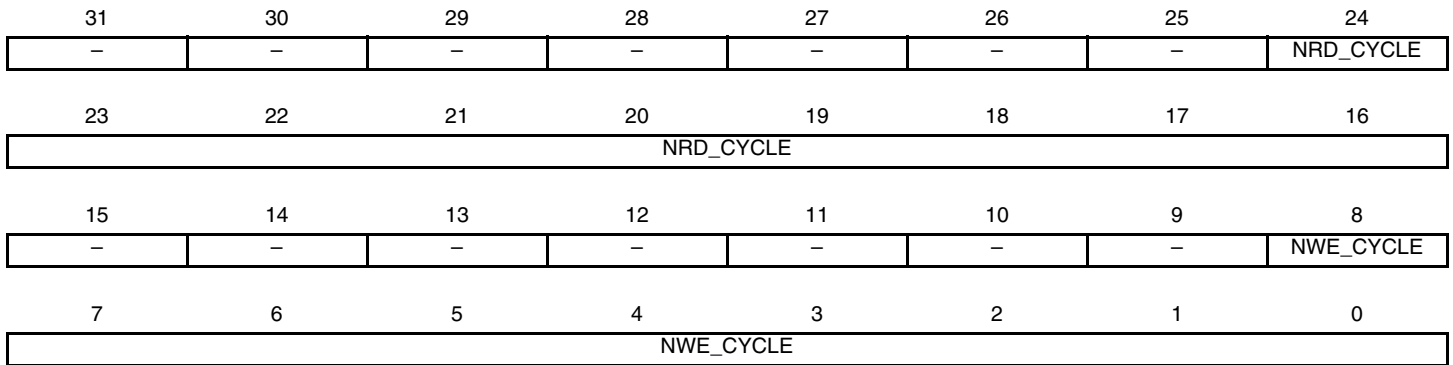 31 30 29 28 27 26 25 24
– – – – – – – NRD_CYCLE
23 22 21 20 19 18 17 16
NRD_CYCLE
15 14 13 12 11 10 9 8
– – – – – – – NWE_CYCLE
7 6 5 4 3 2 1 0
NWE_CYCLE